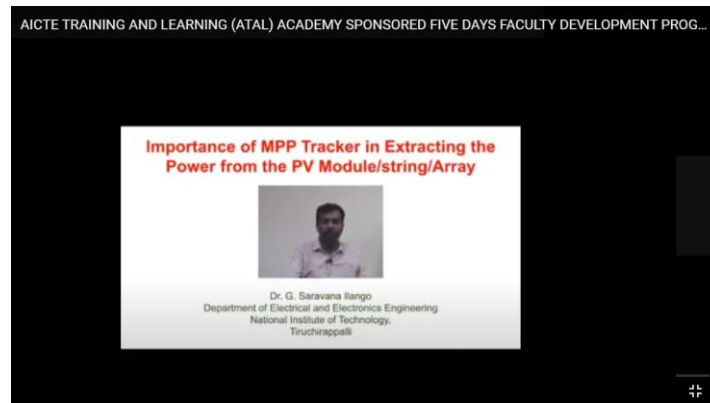 AICTE TRAINING AND LEARNING (ATAL) ACADEMY SPONSORED FIVE DAYS FACULTY DEVELOPMENT PROG...
Importance of MPP Tracker in Extracting the
Power from the PV Module/string/Array
Dr. G. Saravana Ilango
Department of Electrical and Electronics Engineering
National Institute of Technology,
Tiruchirappalli